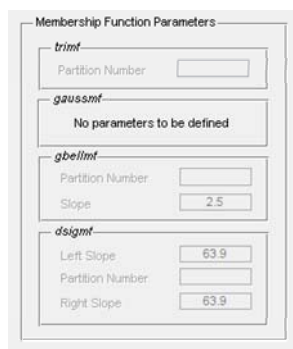 Membership Function Parameters
trimf
Partition Number
gaussmf
No parameters to be defined
gbellmf
Partition Number
Slope 2.5
dsigmf
Left Slope 63.9
Partition Number
Right Slope 63.9